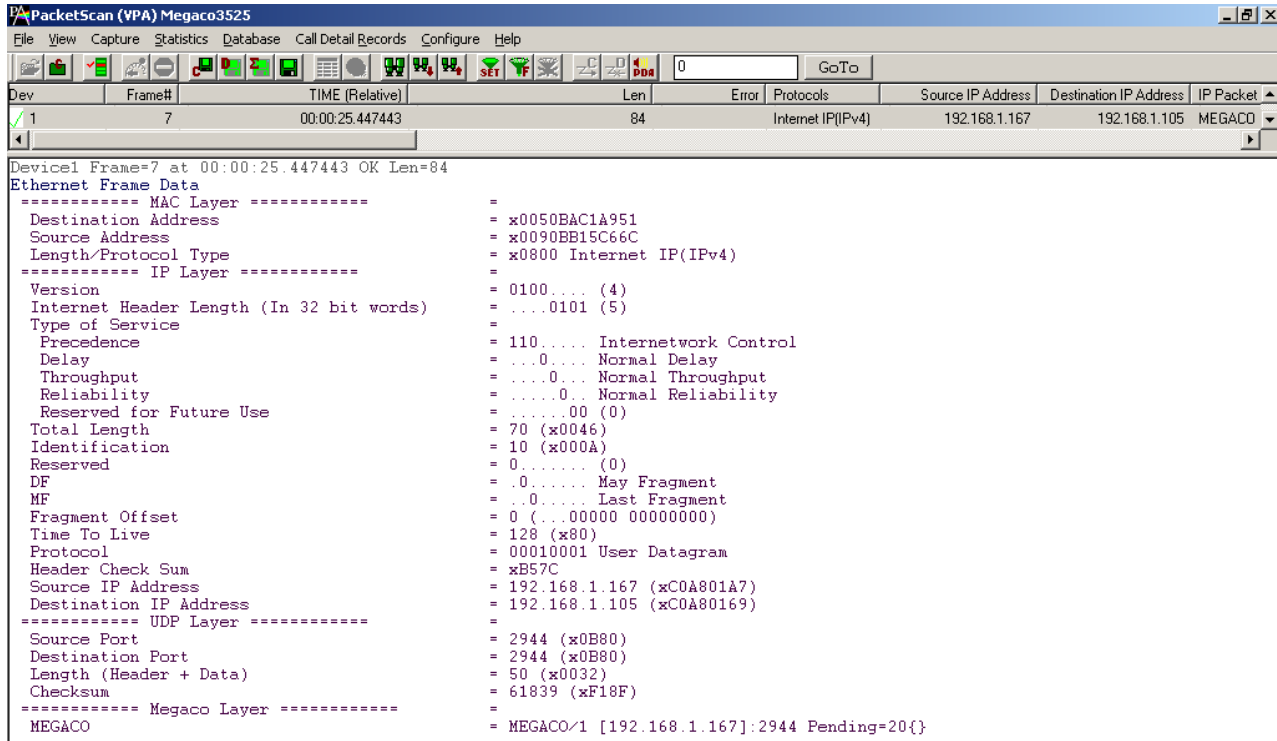 PacketScan (VPA) Megaco3525
File View Capture Statistics Database Call Detail Records Configure Help
SET F PDA 0 GoTo
Dev Frame# TIME (Relative) Len Error Protocols Source IP Address Destination IP Address IP Packet
1 7 00:00:25.447443 84 Internet IP(IPv4) 192.168.1.167 192.168.1.105 MEGACO
Device1 Frame=7 at 00:00:25.447443 OK Len=84
Ethernet Frame Data
============ MAC Layer ============ =
Destination Address = x0050BAC1A951
Source Address = x0090BB15C66C
Length/Protocol Type = x0800 Internet IP(IPv4)
============ IP Layer ============ =
Version = 0100.... (4)
Internet Header Length (In 32 bit words) = ....0101 (5)
Type of Service =
Precedence = 110..... Internetwork Control
Delay = ...0.... Normal Delay
Throughput = ....0... Normal Throughput
Reliability = .....0.. Normal Reliability
Reserved for Future Use = ......00 (0)
Total Length = 70 (x0046)
Identification = 10 (x000A)
Reserved = 0....... (0)
DF = .0...... May Fragment
MF = ..0..... Last Fragment
Fragment Offset = 0 (...00000 00000000)
Time To Live = 128 (x80)
Protocol = 00010001 User Datagram
Header Check Sum = xB57C
Source IP Address = 192.168.1.167 (xC0A801A7)
Destination IP Address = 192.168.1.105 (xC0A80169)
============ UDP Layer ============ =
Source Port = 2944 (x0B80)
Destination Port = 2944 (x0B80)
Length (Header + Data) = 50 (x0032)
Checksum = 61839 (xF18F)
============ Megaco Layer ============ =
MEGACO = MEGACO/1 [192.168.1.167]:2944 Pending=20{}